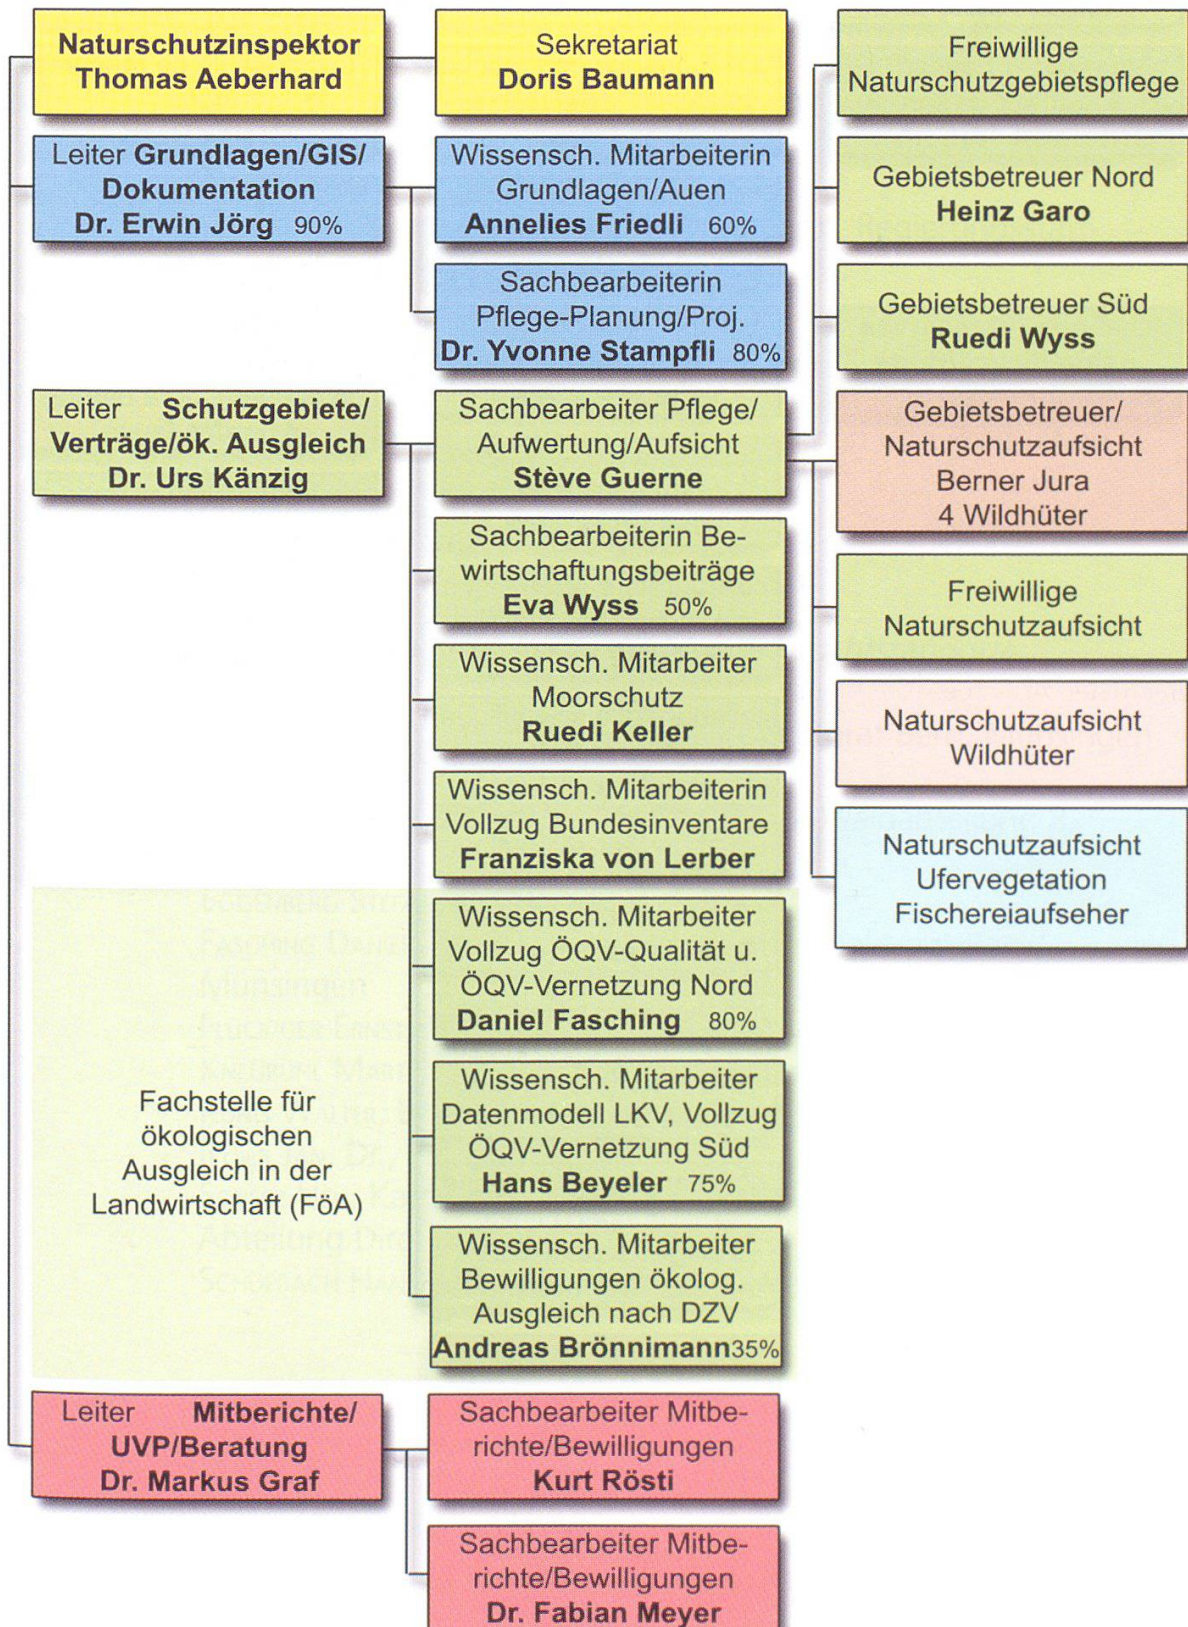 Naturschutzinspektor
Thomas Aeberhard
Sekretariat
Doris Baumann
Leiter Grundlagen/GIS/
Dokumentation
Dr. Erwin Jörg 90%
Wissensch. Mitarbeiterin
Grundlagen/Auen
Annelies Friedli 60%
Sachbearbeiterin
Pflege-Planung/Proj.
Dr. Yvonne Stampfli 80%
Leiter Schutzgebiete/
Verträge/ök. Ausgleich
Dr. Urs Känzig
Sachbearbeiter Pflege/
Aufwertung/Aufsicht
Stève Guerne
Sachbearbeiterin Be-
wirtschaftungsbeiträge
Eva Wyss 50%
Wissensch. Mitarbeiter
Moorschutz
Ruedi Keller
Wissensch. Mitarbeiterin
Vollzug Bundesinventare
Franziska von Lerber
Wissensch. Mitarbeiter
Vollzug ÖQV-Qualität u.
ÖQV-Vernetzung Nord
Daniel Fasching 80%
Wissensch. Mitarbeiter
Datenmodell LKV, Vollzug
ÖQV-Vernetzung Süd
Hans Beyeler 75%
Wissensch. Mitarbeiter
Bewilligungen ökolog.
Ausgleich nach DZV
Andreas Brönnimann35%
Fachstelle für
ökologischen
Ausgleich in der
Landwirtschaft (FöA)
Freiwillige
Naturschutzgebietspflege
Gebietsbetreuer Nord
Heinz Garo
Gebietsbetreuer Süd
Ruedi Wyss
Gebietsbetreuer/
Naturschutzaufsicht
Berner Jura
4 Wildhüter
Freiwillige
Naturschutzaufsicht
Naturschutzaufsicht
Wildhüter
Naturschutzaufsicht
Ufervegetation
Fischereiaufseher
Leiter Mitberichte/
UVP/Beratung
Dr. Markus Graf
Sachbearbeiter Mitbe-
richte/Bewilligungen
Kurt Rösti
Sachbearbeiter Mitbe-
richte/Bewilligungen
Dr. Fabian Meyer